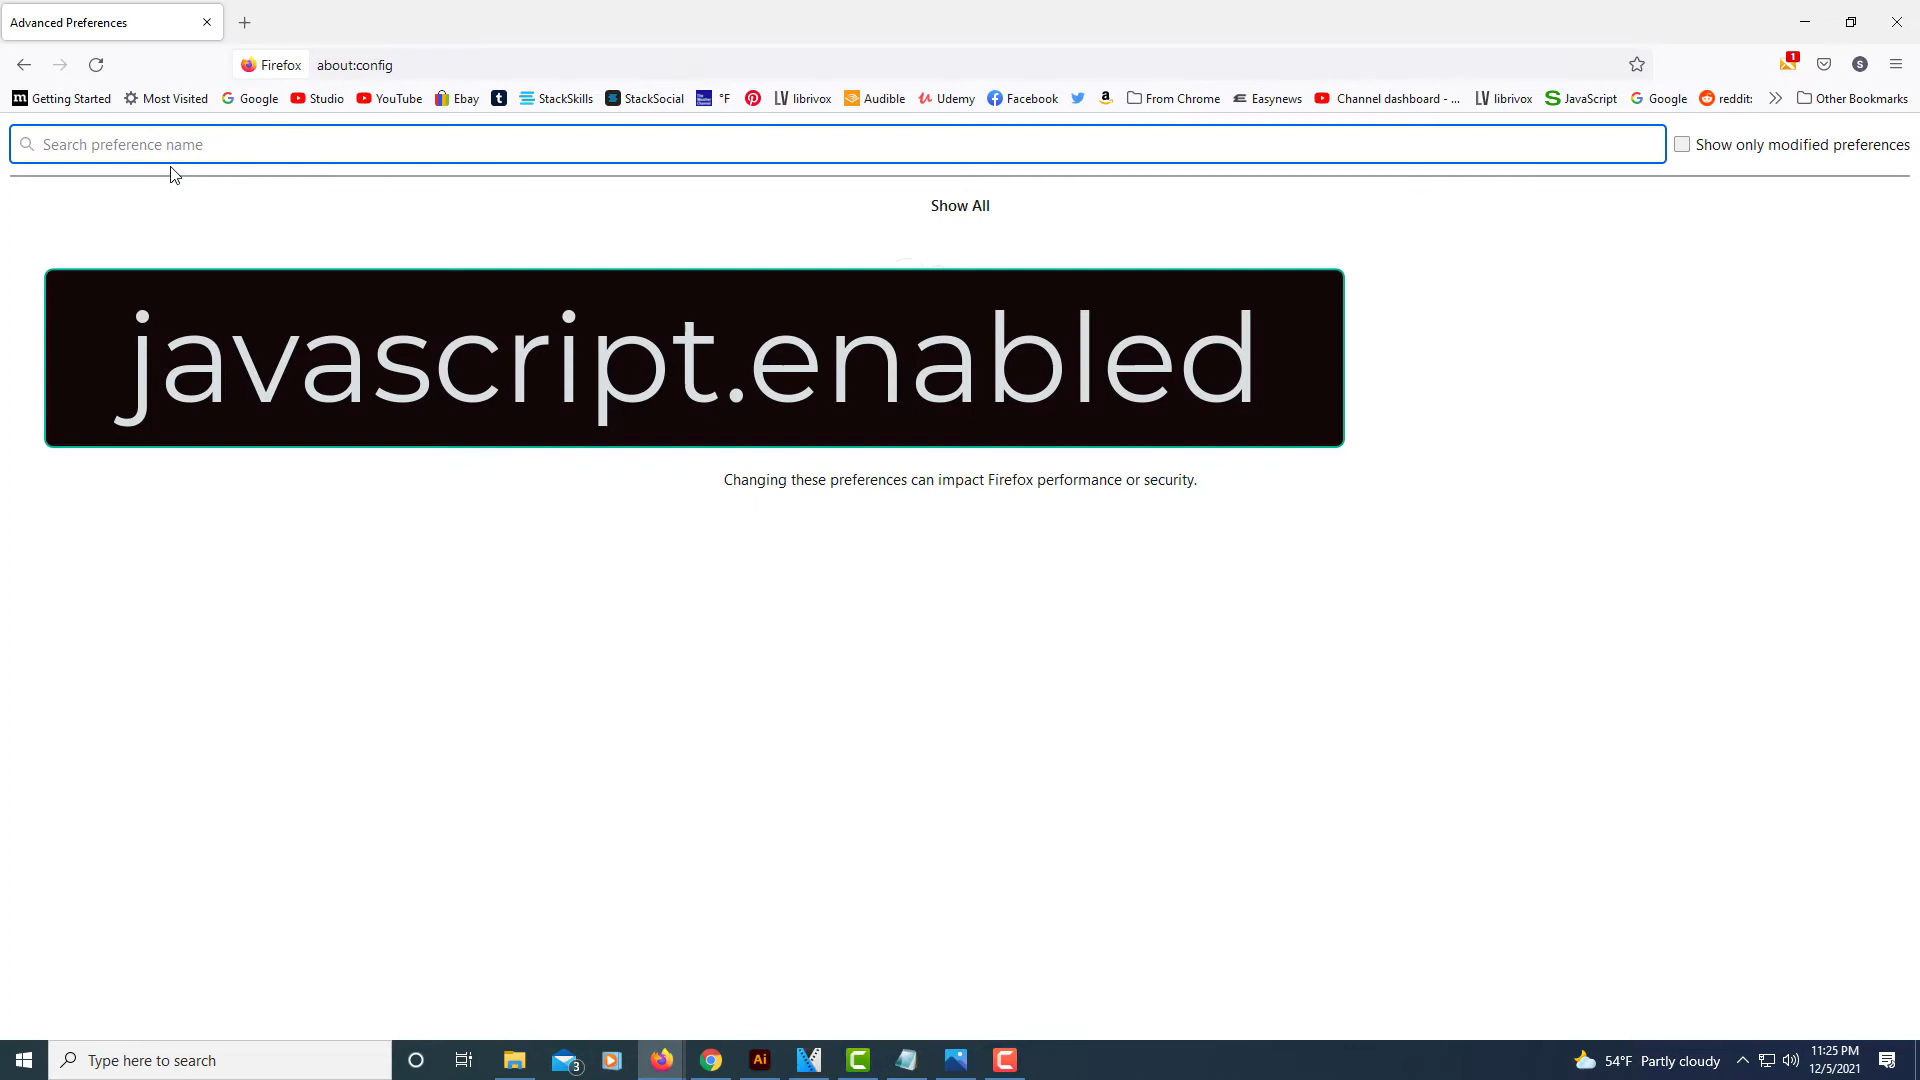 Advanced Preferences
Firefox about:config
1
S
Getting Started Most Visited Google Studio YouTube Ebay StackSkills StackSocial °F librivox Audible Udemy Facebook From Chrome Easynews Channel dashboard - ... librivox JavaScript Google reddit: Other Bookmarks
Search preference name Show only modified preferences
Show All
javascript.enabled
Changing these preferences can impact Firefox performance or security.
Type here to search 3 Ai 54°F Partly cloudy 11:25 PM
12/5/2021